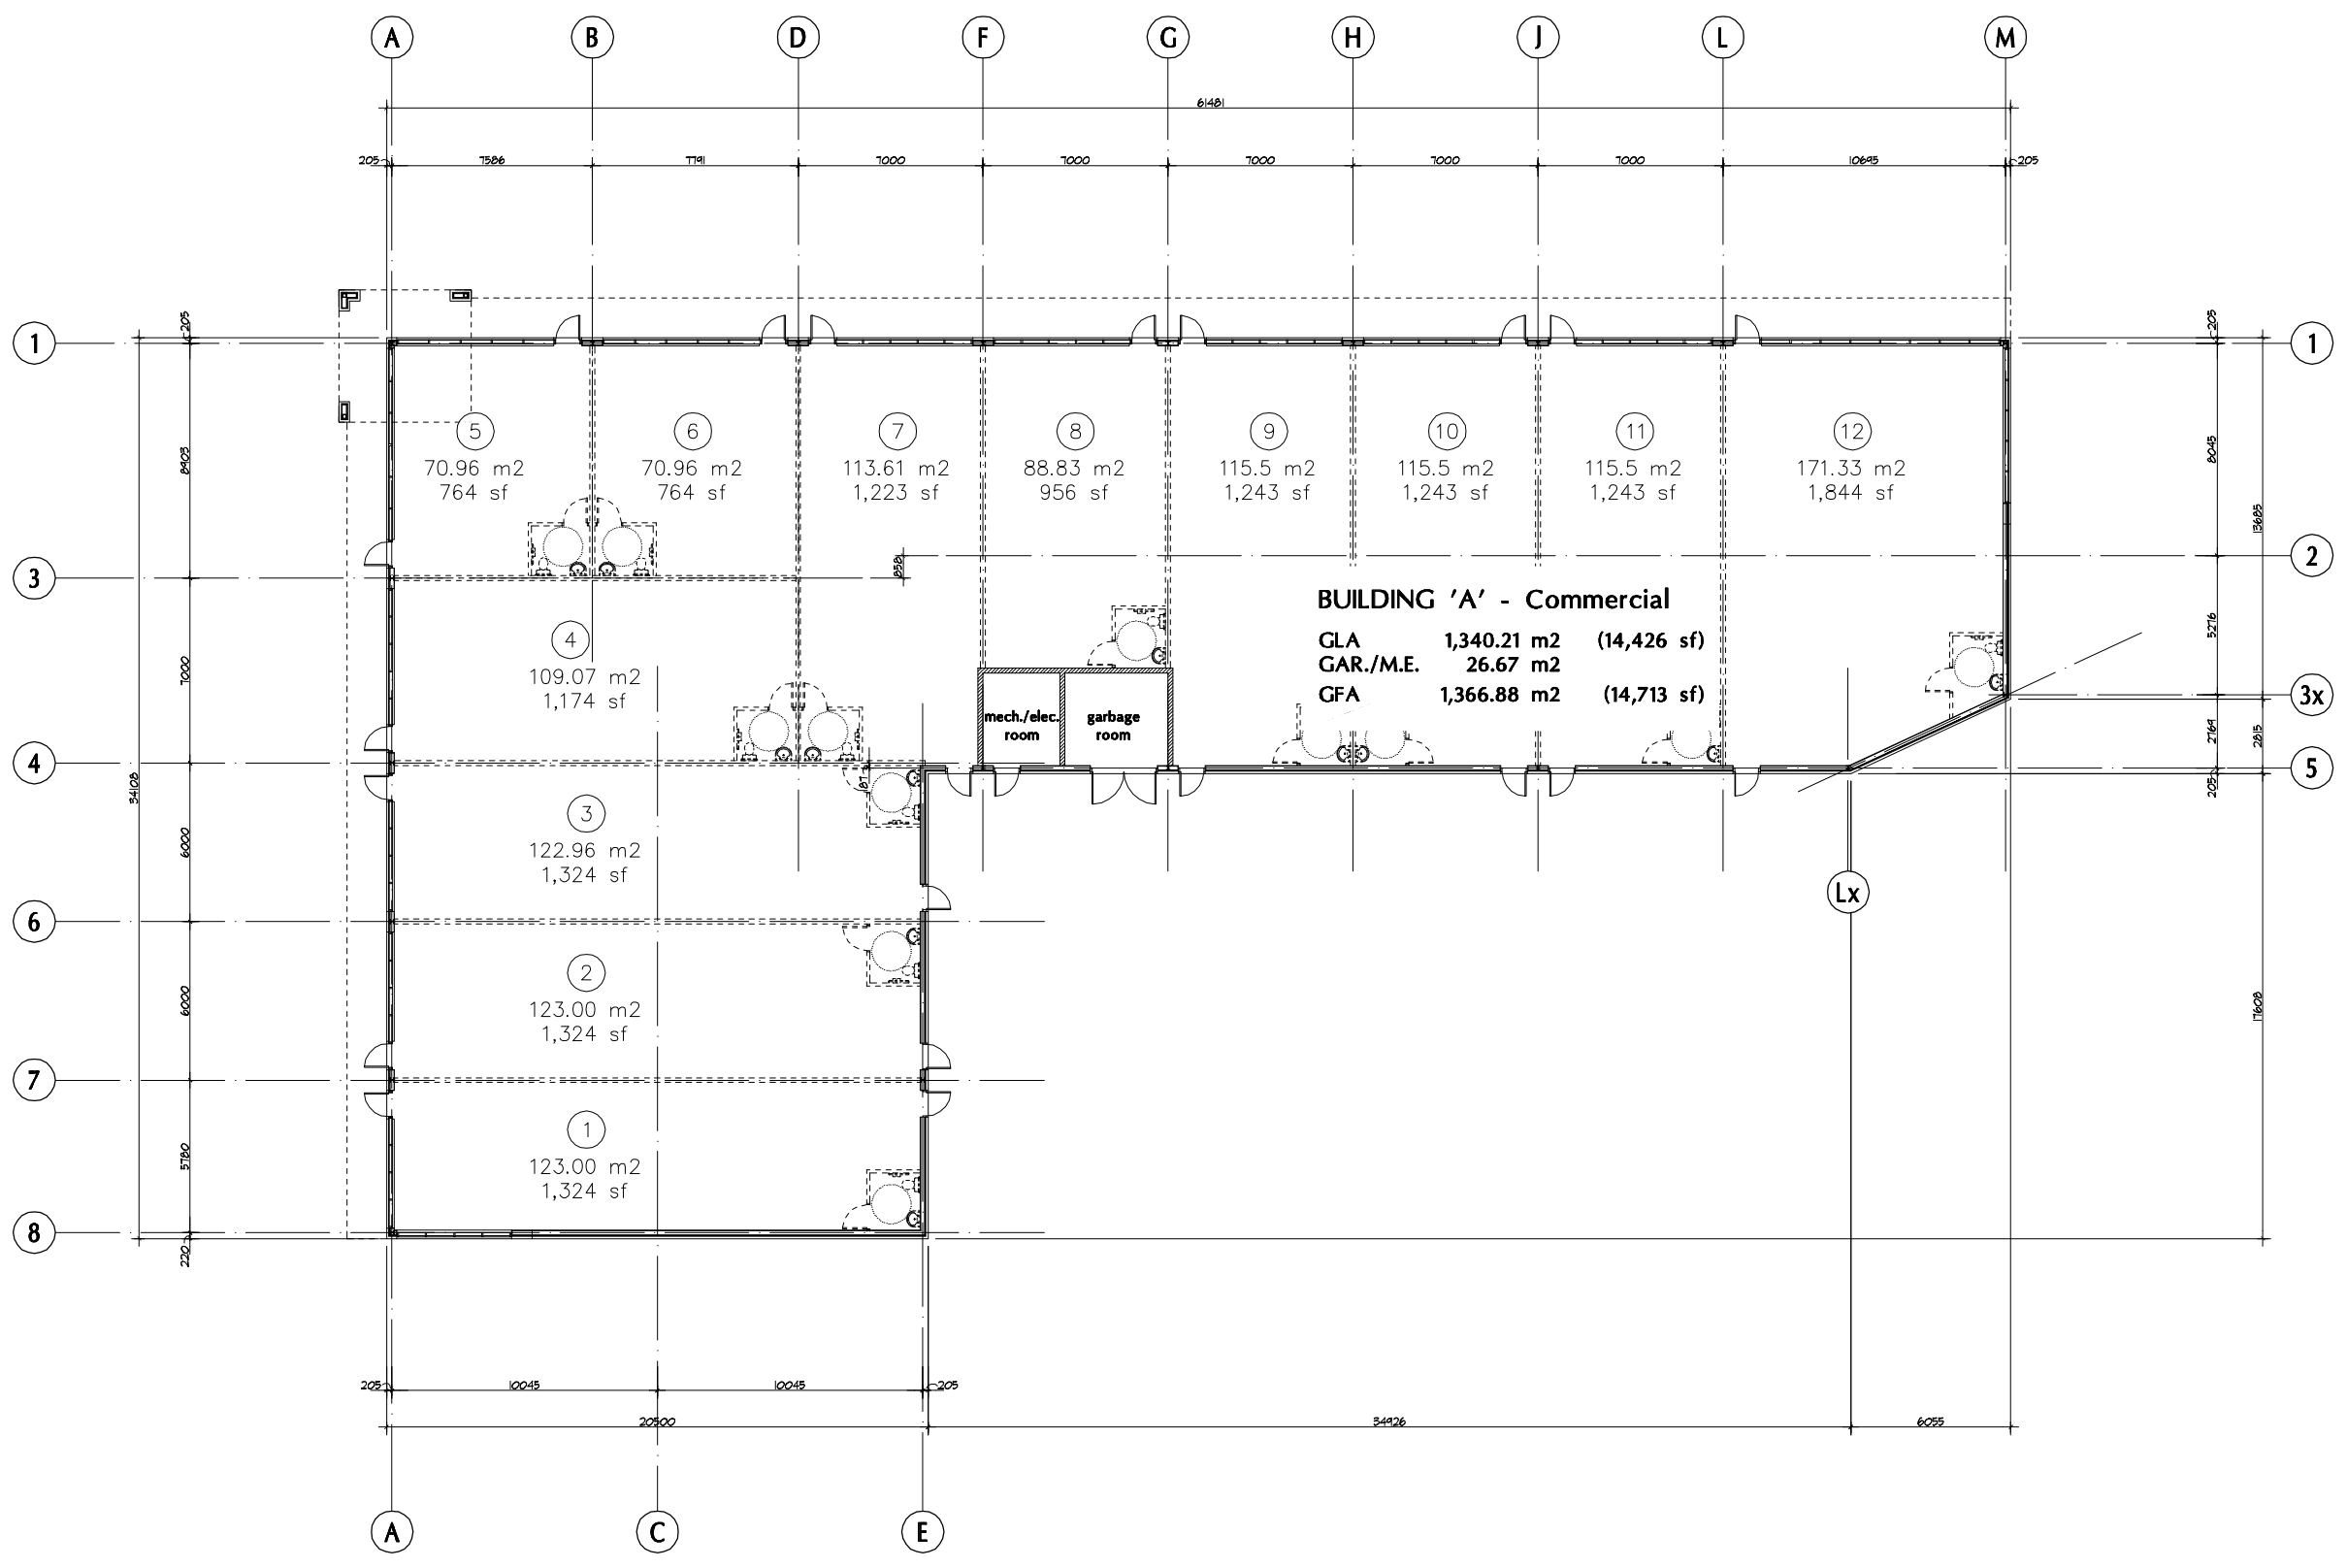 A B D F G H J L M
61481
205 7586 7791 7000 7000 7000 7000 7000 10695 205
205 205
1 1
5 6 7 8 9 10 11 12
70.96 m2 70.96 m2 113.61 m2 88.83 m2 115.5 m2 115.5 m2 115.5 m2 171.33 m2
764 sf 764 sf 1,223 sf 956 sf 1,243 sf 1,243 sf 1,243 sf 1,844 sf
8903 8045
13685
858 2
3
BUILDING 'A' - Commercial
4
GLA 1,340.21 m2 (14,426 sf)
GAR./M.E. 26.67 m2
GFA 1,366.88 m2 (14,713 sf)
109.07 m2
1,174 sf
7000 5276
3x
mech./elec. room
garbage room
2769 2815
4 187 5
205
34108
3
122.96 m2
1,324 sf
6000
Lx
6
2
123.00 m2
1,324 sf
6000 17608
7
1
123.00 m2
1,324 sf
5780
8
220
205 10045 10045 205
20500 34926 6055
A C E